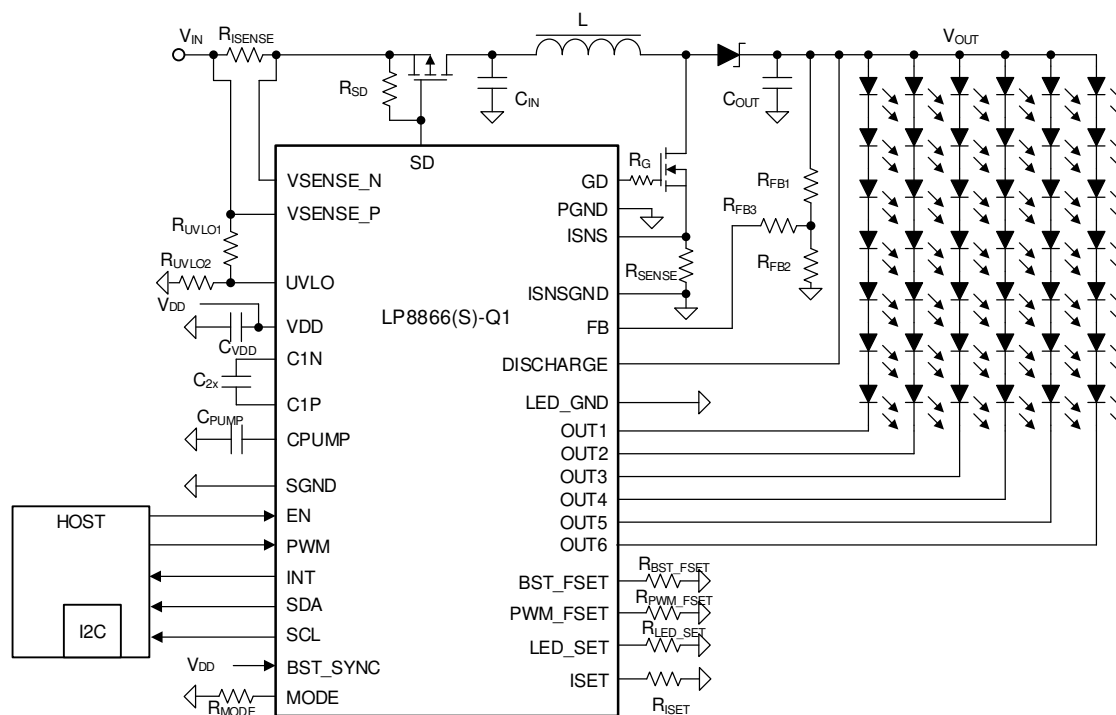 L
VIN
RISENSE
VOUT
RSD
CIN
COUT
SD
RG
GD
VSENSE_N
VSENSE_P
PGND
RFB1
RFB3
ISNS
RUVLO1
RUVLO2
RSENSE
RFB2
UVLO
ISNSGND
VDD
VDD
LP8866(S)-Q1
FB
CVDD
C1N
C2x
DISCHARGE
C1P
LED_GND
CPUMP
CPUMP
OUT1
OUT2
OUT3
OUT4
OUT5
OUT6
SGND
HOST
EN
PWM
INT
SDA
I2C
SCL
VDD
BST_SYNC
MODE
RMODE
BST_FSET
RBST_FSET
PWM_FSET
RPWM_FSET
LED_SET
RLED_SET
ISET
RISET